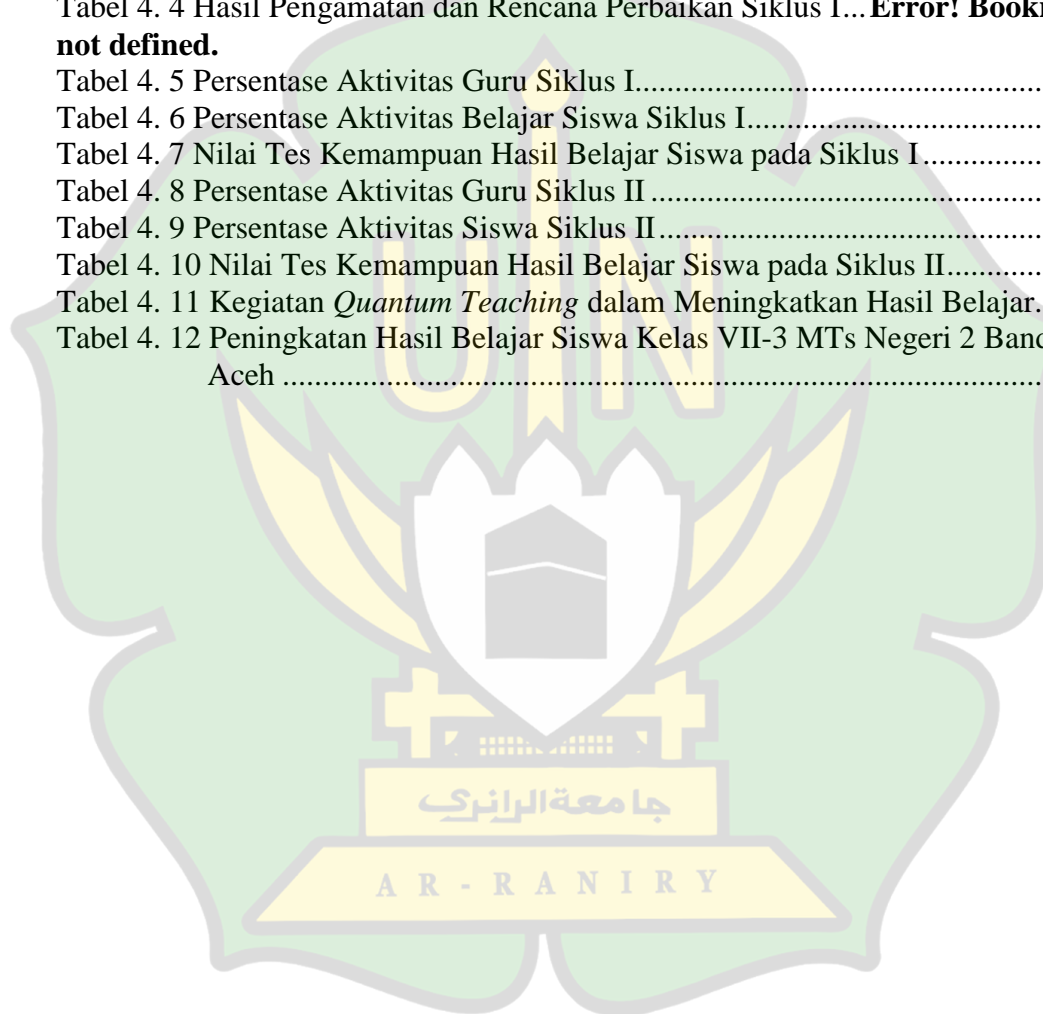 Tabel 4. 4 Hasil Pengamatan dan Rencana Perbaikan Siklus I...Error!
not defined.
Tabel 4. 5 Persentase Aktivitas Guru Siklus I..................................................
Tabel 4. 6 Persentase Aktivitas Belajar Siswa Siklus I...................................
Tabel 4. 7 Nilai Tes Kemampuan Hasil Belajar Siswa pada Siklus I...............
Tabel 4. 8 Persentase Aktivitas Guru Siklus II ................................................
Tabel 4. 9 Persentase Aktivitas Siswa Siklus II...............................................
Tabel 4. 10 Nilai Tes Kemampuan Hasil Belajar Siswa pada Siklus II............
Tabel 4. 11 Kegiatan Quantum Teaching dalam Meningkatkan Hasil Belajar.
Tabel 4. 12 Peningkatan Hasil Belajar Siswa Kelas VII-3 MTs Negeri 2
Aceh ..................................................................................................
UIN
جامعة الرانري
AR-RANIRY